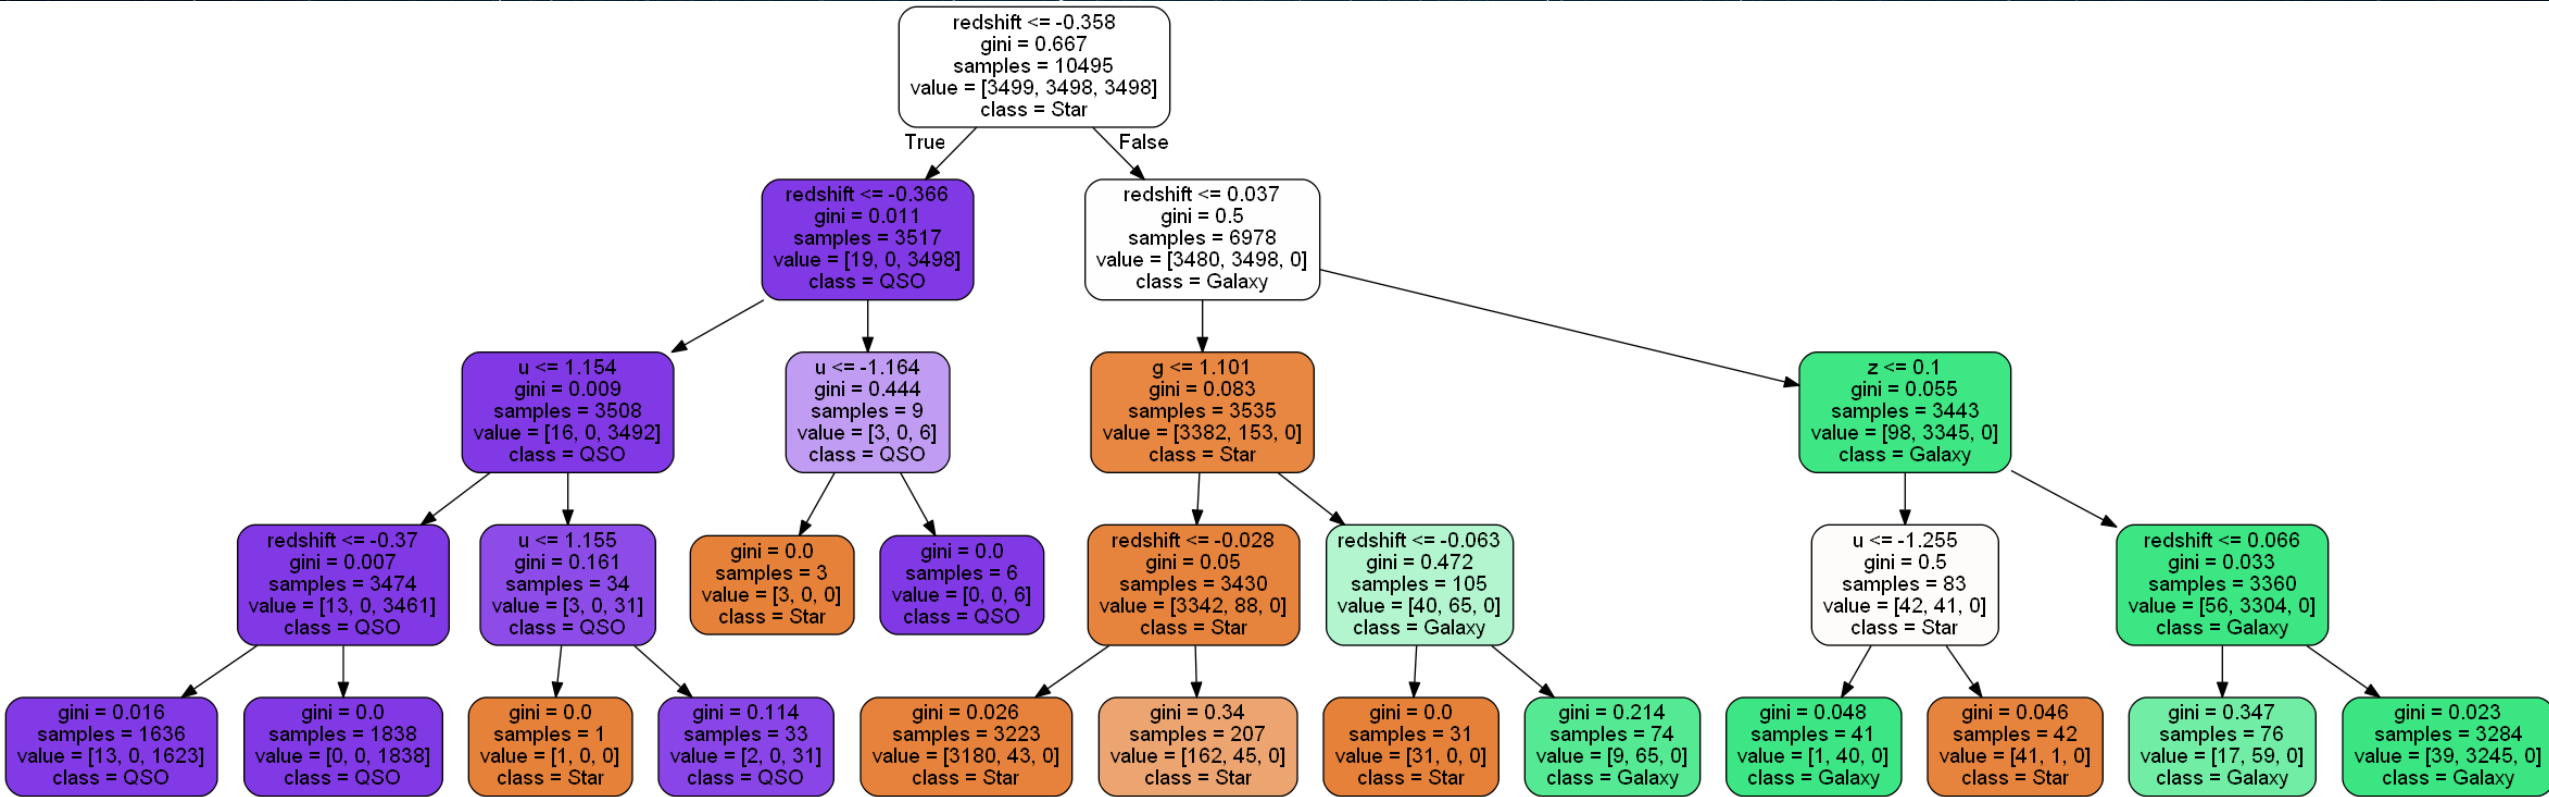 redshift <= -0.358
gini = 0.667
samples = 10495
value = [3499, 3498, 3498]
class = Star
True
False
redshift <= -0.366
gini = 0.011
samples = 3517
value = [19, 0, 3498]
class = QSO
redshift <= 0.037
gini = 0.5
samples = 6978
value = [3480, 3498, 0]
class = Galaxy
u <= 1.154
gini = 0.009
samples = 3508
value = [16, 0, 3492]
class = QSO
u <= -1.164
gini = 0.444
samples = 9
value = [3, 0, 6]
class = QSO
g <= 1.101
gini = 0.083
samples = 3535
value = [3382, 153, 0]
class = Star
z <= 0.1
gini = 0.055
samples = 3443
value = [98, 3345, 0]
class = Galaxy
redshift <= -0.37
gini = 0.007
samples = 3474
value = [13, 0, 3461]
class = QSO
u <= 1.155
gini = 0.161
samples = 34
value = [3, 0, 31]
class = QSO
gini = 0.0
samples = 3
value = [3, 0, 0]
class = Star
gini = 0.0
samples = 6
value = [0, 0, 6]
class = QSO
redshift <= -0.028
gini = 0.05
samples = 3430
value = [3342, 88, 0]
class = Star
redshift <= -0.063
gini = 0.472
samples = 105
value = [40, 65, 0]
class = Galaxy
u <= -1.255
gini = 0.5
samples = 83
value = [42, 41, 0]
class = Star
redshift <= 0.066
gini = 0.033
samples = 3360
value = [56, 3304, 0]
class = Galaxy
gini = 0.016
samples = 1636
value = [13, 0, 1623]
class = QSO
gini = 0.0
samples = 1838
value = [0, 0, 1838]
class = QSO
gini = 0.0
samples = 1
value = [1, 0, 0]
class = Star
gini = 0.114
samples = 33
value = [2, 0, 31]
class = QSO
gini = 0.026
samples = 3223
value = [3180, 43, 0]
class = Star
gini = 0.34
samples = 207
value = [162, 45, 0]
class = Star
gini = 0.0
samples = 31
value = [31, 0, 0]
class = Star
gini = 0.214
samples = 74
value = [9, 65, 0]
class = Galaxy
gini = 0.048
samples = 41
value = [1, 40, 0]
class = Galaxy
gini = 0.046
samples = 42
value = [41, 1, 0]
class = Star
gini = 0.347
samples = 76
value = [17, 59, 0]
class = Galaxy
gini = 0.023
samples = 3284
value = [39, 3245, 0]
class = Galaxy